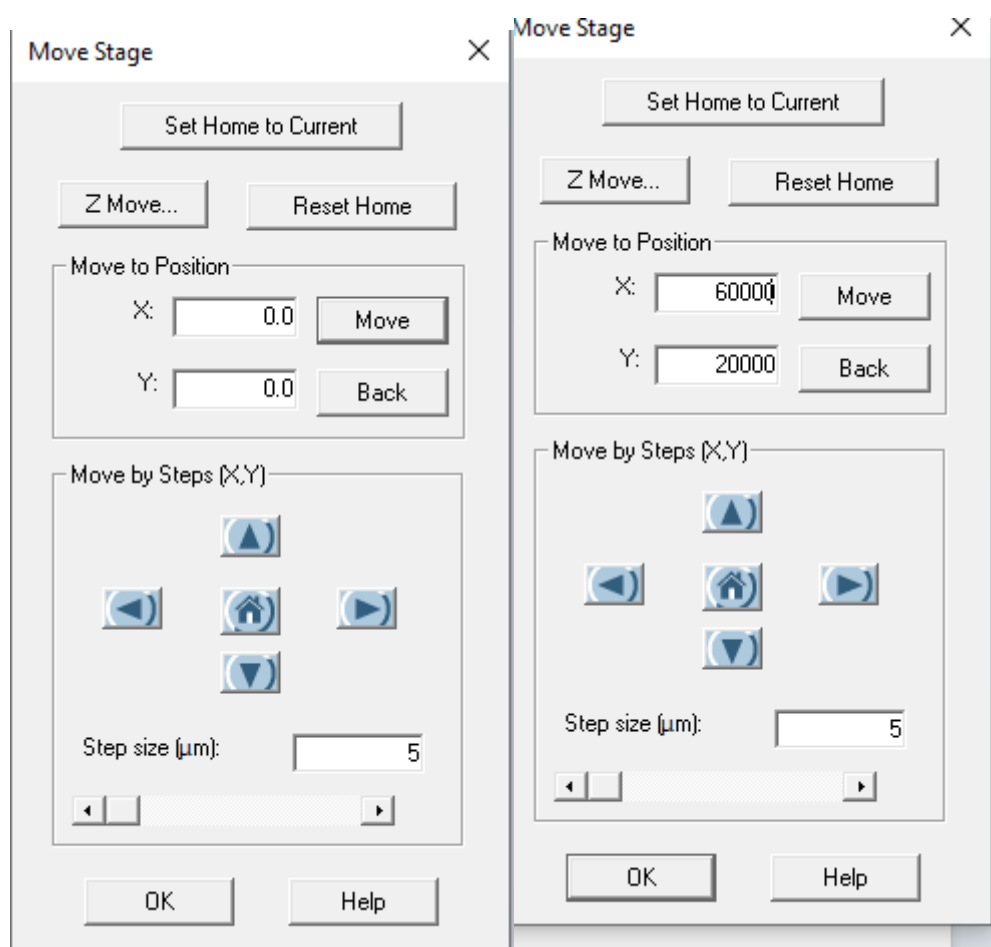 Move Stage
Set Home to Current
Z Move...
Reset Home
Move to Position
X:
0.0
Move
Y:
0.0
Back
Move by Steps (X,Y)
Step size (µm):
5
OK
Help
Move Stage
Set Home to Current
Z Move...
Reset Home
Move to Position
X:
60000
Move
Y:
20000
Back
Move by Steps (X,Y)
Step size (µm):
5
OK
Help